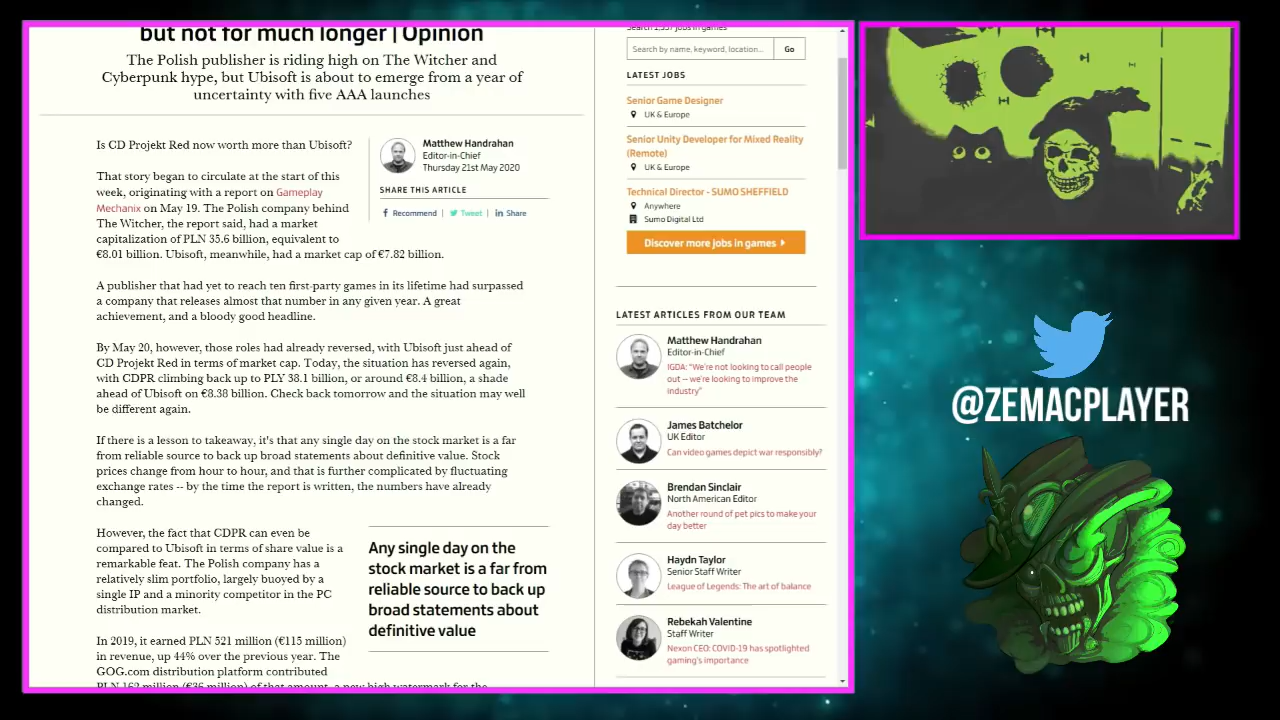 but not for much longer | Opinion
The Polish publisher is riding high on The Witcher and
Cyberpunk hype, but Ubisoft is about to emerge from a year of
uncertainty with five AAA launches
Is CD Projekt Red now worth more than Ubisoft?
That story began to circulate at the start of this
week, originating with a report on Gameplay
Mechanix on May 19. The Polish company behind
The Witcher, the report said, had a market
capitalization of PLN 35.6 billion, equivalent to
€8.01 billion. Ubisoft, meanwhile, had a market cap of €7.82 billion.
Matthew Handrahan
Editor-in-Chief
Thursday 21st May 2020
SHARE THIS ARTICLE
Recommend | Tweet | Share
A publisher that had yet to reach ten first-party games in its lifetime had surpassed
a company that releases almost that number in any given year. A great
achievement, and a bloody good headline.
By May 20, however, those roles had already reversed, with Ubisoft just ahead of
CD Projekt Red in terms of market cap. Today, the situation has reversed again,
with CDPR climbing back up to PLY 38.1 billion, or around €8.4 billion, a shade
ahead of Ubisoft on €8.38 billion. Check back tomorrow and the situation may well
be different again.
If there is a lesson to takeaway, it's that any single day on the stock market is a far
from reliable source to back up broad statements about definitive value. Stock
prices change from hour to hour, and that is further complicated by fluctuating
exchange rates -- by the time the report is written, the numbers have already
changed.
However, the fact that CDPR can even be
compared to Ubisoft in terms of share value is a
remarkable feat. The Polish company has a
relatively slim portfolio, largely buoyed by a
single IP and a minority competitor in the PC
distribution market.
Any single day on the
stock market is a far from
reliable source to back up
broad statements about
definitive value
In 2019, it earned PLN 521 million (€115 million)
in revenue, up 44% over the previous year. The
GOG.com distribution platform contributed
PLN 162 million (€36 million) of that amount, a new high watermark for the
Search 1,337 jobs in games
Search by name, keyword, location...
Go
LATEST JOBS
Senior Game Designer
UK & Europe
Senior Unity Developer for Mixed Reality
(Remote)
UK & Europe
Technical Director - SUMO SHEFFIELD
Anywhere
Sumo Digital Ltd
Discover more jobs in games
LATEST ARTICLES FROM OUR TEAM
Matthew Handrahan
Editor-in-Chief
IGDA: "We're not looking to call people
out -- we're looking to improve the
industry"
James Batchelor
UK Editor
Can video games depict war responsibly?
Brendan Sinclair
North American Editor
Another round of pet pics to make your
day better
Haydn Taylor
Senior Staff Writer
League of Legends: The art of balance
Rebekah Valentine
Staff Writer
Nexon CEO: COVID-19 has spotlighted
gaming's importance
@ZEMACPLAYER